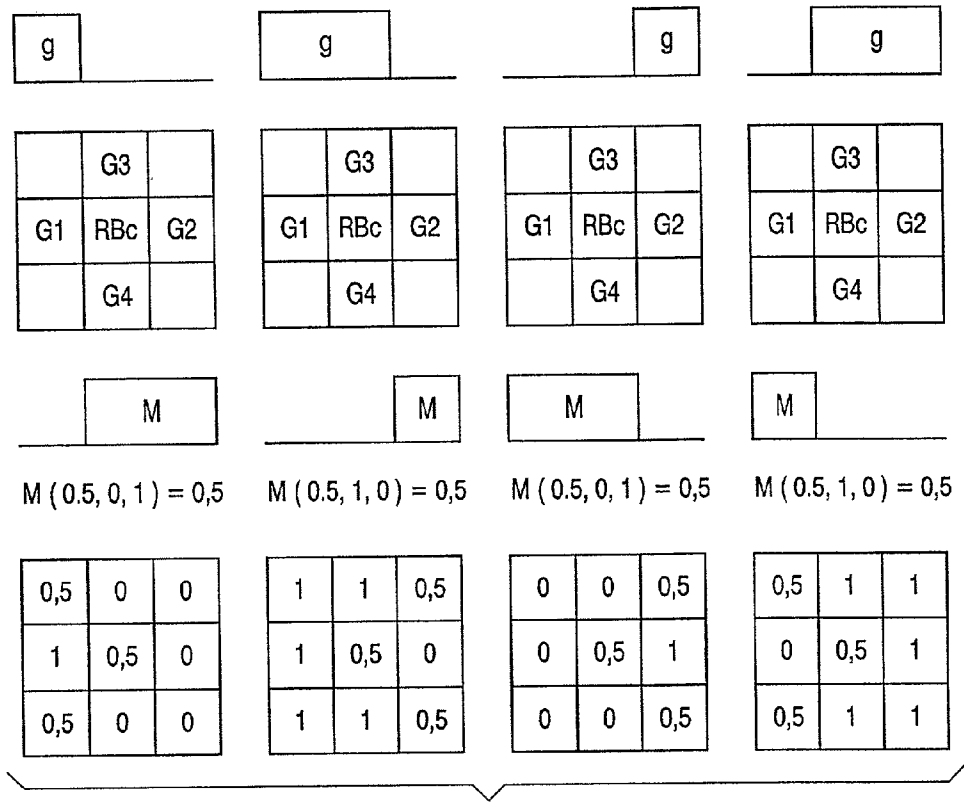 g g g g
G3 G3 G3 G3
G1 RBc G2 G1 RBc G2 G1 RBc G2 G1 RBc G2
G4 G4 G4 G4
M M M M
M ( 0.5, 0, 1 ) = 0,5 M ( 0.5, 1, 0 ) = 0,5 M ( 0.5, 0, 1 ) = 0,5 M ( 0.5, 1, 0 ) = 0,5
0,5 0 0 1 1 0,5 0 0 0,5 0,5 1 1
1 0,5 0 1 0,5 0 0 0,5 1 0 0,5 1
0,5 0 0 1 1 0,5 0 0 0,5 0,5 1 1